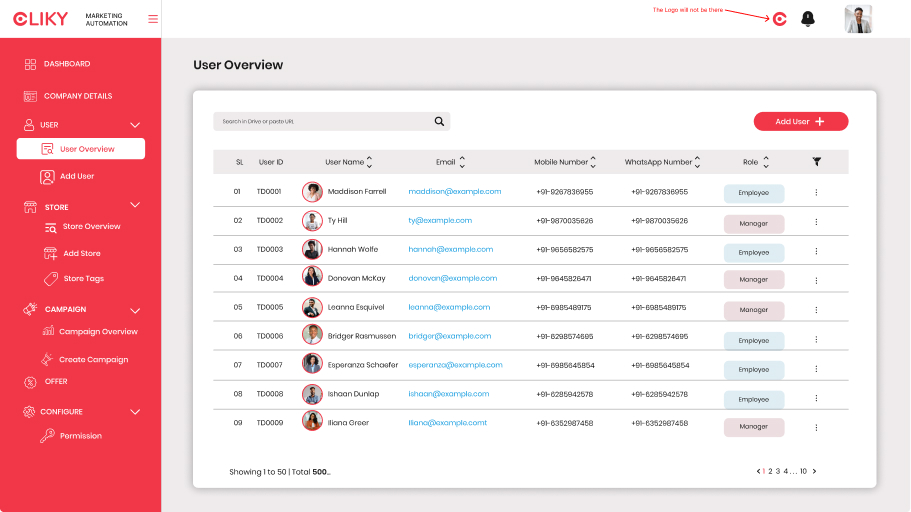 CLIKY
MARKETING
AUTOMATION
The Logo will not be there
DASHBOARD
COMPANY DETAILS
USER
User Overview
Add User
STORE
Store Overview
Add Store
Store Tags
CAMPAIGN
Campaign Overview
Create Campaign
OFFER
CONFIGURE
Permission
User Overview
Search in Drive or paste URL
Add User
SL User ID User Name Email Mobile Number WhatsApp Number Role
01 TD0001 Maddison Farrell maddison@example.com +91-9267836955 +91-9267836955 Employee
02 TD0002 Ty Hill ty@example.com +91-9870035626 +91-9870035626 Manager
03 TD0003 Hannah Wolfe hannah@example.com +91-9656582575 +91-9656582575 Employee
04 TD0004 Donovan McKay donovan@example.com +91-9645826471 +91-9645826471 Manager
05 TD0005 Leanna Esquivel leanna@example.com +91-6985489175 +91-6985489175 Manager
06 TD0006 Bridger Rasmussen bridger@example.com +91-6298574695 +91-6298574695 Employee
07 TD0007 Esperanza Schaefer esperanza@example.com +91-6985645854 +91-6985645854 Employee
08 TD0008 Ishaan Dunlap ishaan@example.com +91-6285942578 +91-6285942578 Employee
09 TD0009 Iliana Greer iliana@example.comt +91-6352987458 +91-6352987458 Manager
Showing 1 to 50 | Total 500..
< 1 2 3 4 . . . 10 >